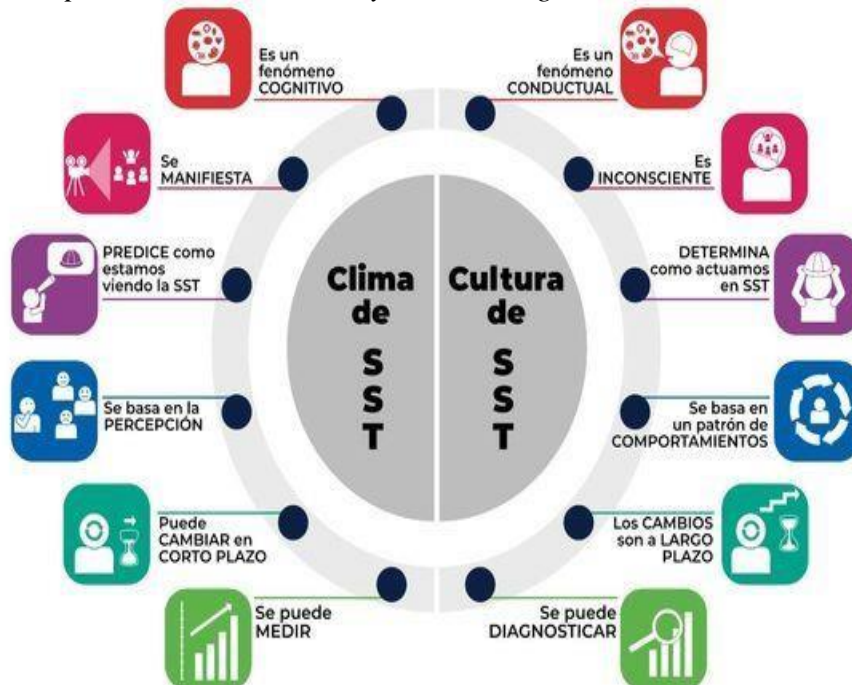 Clima
de
S
S
T
Es un
fenómeno
COGNITIVO
Se
MANIFIESTA
PREDICE como
estamos
viendo la SST
Se basa en la
PERCEPCIÓN
Puede
CAMBIAR en
CORTO PLAZO
Se puede
MEDIR
Cultura
de
S
S
T
Es un
fenómeno
CONDUCTUAL
Es
INCONSCIENTE
DETERMINA
como actuamos
en SST
Se basa en
un patrón de
COMPORTAMIENTOS
Los CAMBIOS
son a LARGO
PLAZO
Se puede
DIAGNOSTICAR